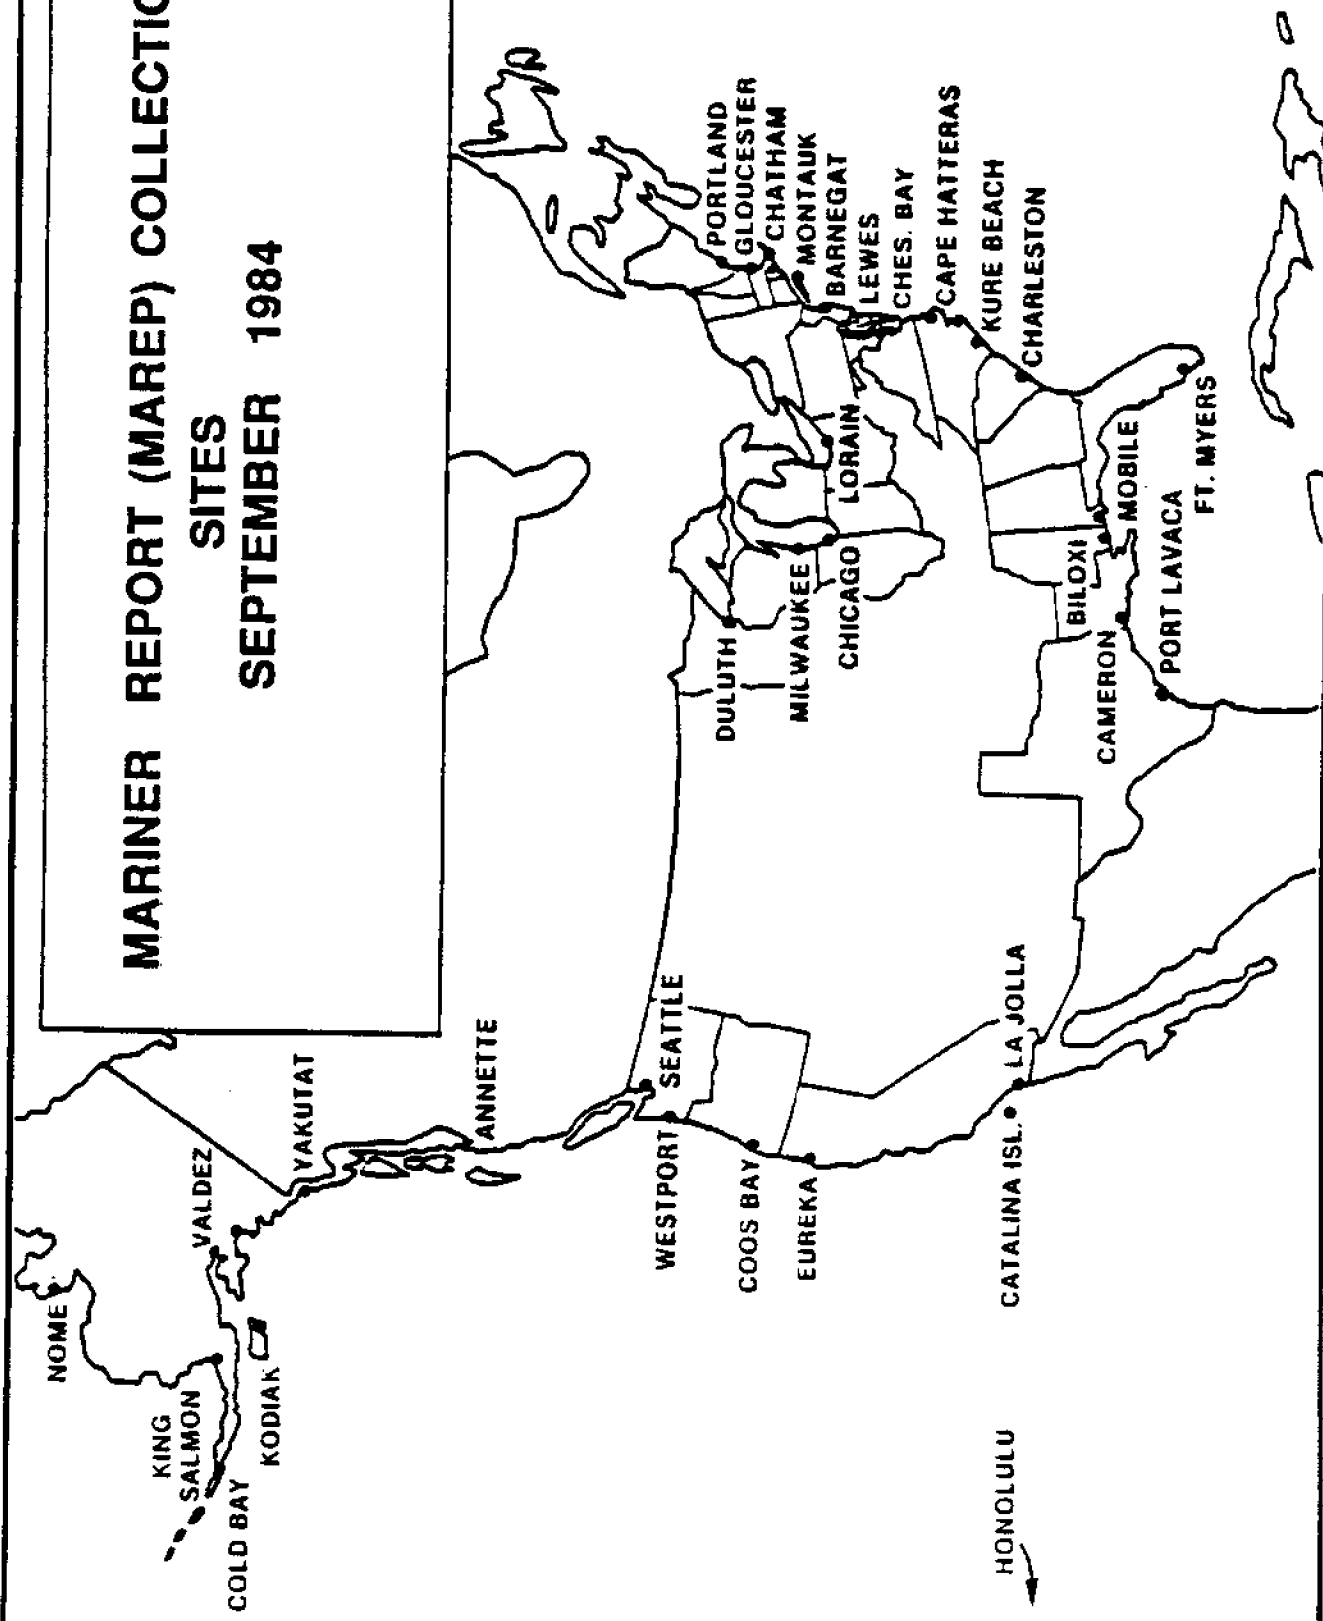 MARINER REPORT (MAREP) COLLECTIO
SITES
SEPTEMBER 1984
NOME
KING
SALMON
COLD BAY
KODIAK
VALDEZ
YAKUTAT
ANNETTE
SEATTLE
WESTPORT
COOS BAY
EUREKA
CATALINA ISL.
LA JOLLA
HONOLULU
DULUTH
MILWAUKEE
CHICAGO
LORAIN
PORTLAND
GLOUCESTER
CHATHAM
MONTAUK
BARNEGAT
LEWES
CHES. BAY
CAPE HATTERAS
KURE BEACH
CHARLESTON
FT. MYERS
MOBILE
BILOXI
CAMERON
PORT LAVACA